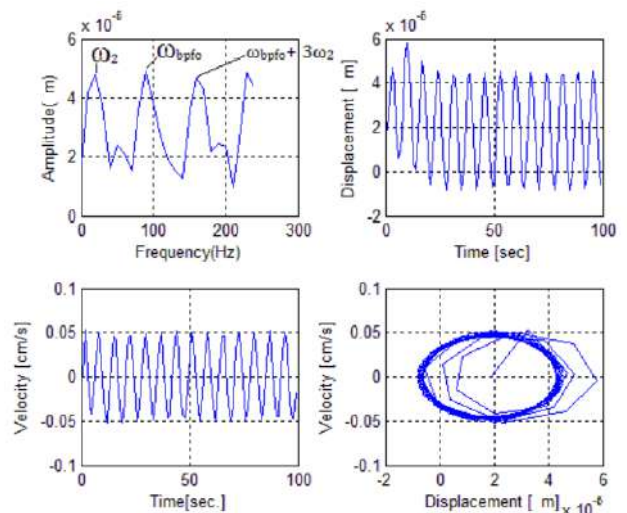 x 10⁻⁶
6
4
2
0
0 100 200 300
Amplitude( m)
Frequency(Hz)
ω₂
ω_bpfo
ω_bpfo+ 3ω₂
x 10⁻⁶
6
4
2
0
-2
0 50 100
Displacement [ m]
Time [sec]
0.1
0.05
0
-0.05
-0.1
0 50 100
Velocity [cm/s]
Time[sec.]
0.1
0.05
0
-0.05
-0.1
-2 0 2 4 6
Velocity [cm/s]
Displacement [ m]
x 10⁻⁶